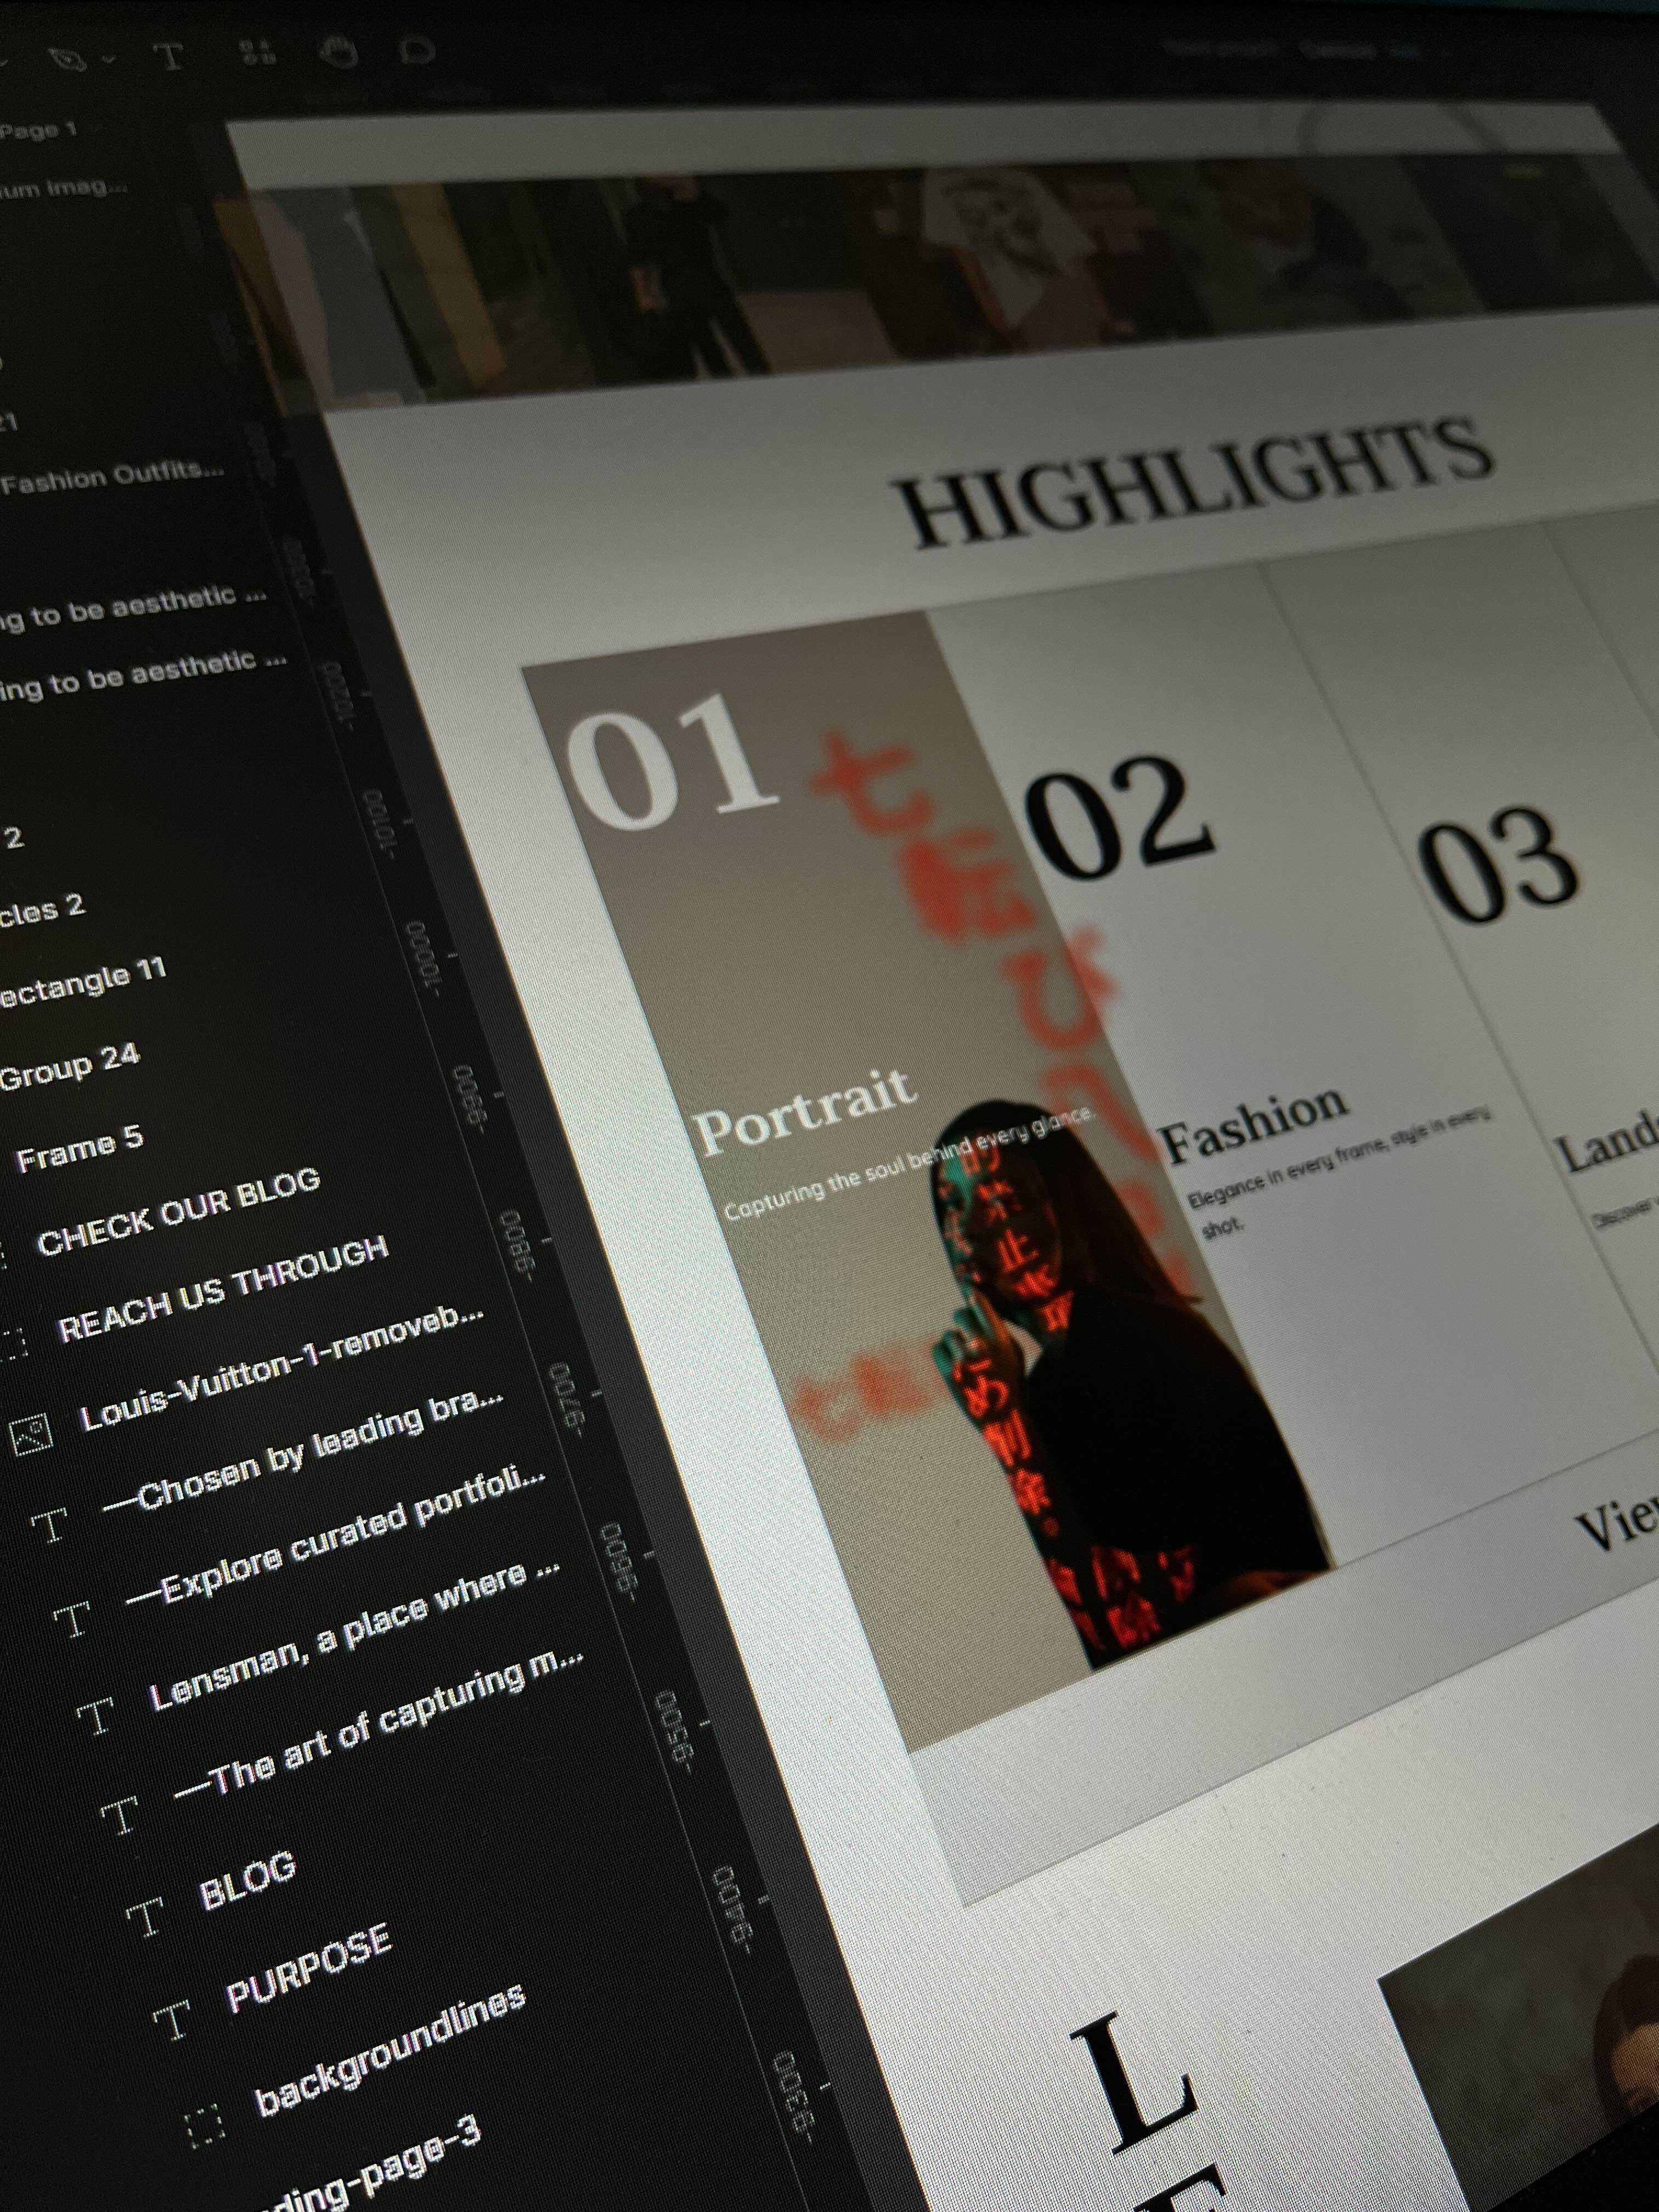 Page 1
um imag...
21
Fashion Outfits...
ng to be aesthetic ...
ing to be aesthetic ...
2
cles 2
ectangle 11
Group 24
Frame 5
CHECK OUR BLOG
REACH US THROUGH
Louis-Vuitton-1-removeb...
—Chosen by leading bra...
—Explore curated portfoli...
Lensman, a place where ...
—The art of capturing m...
BLOG
PURPOSE
backgroundlines
ding-page-3
-10100
-10000
-9900
-9800
-9700
-9600
-9500
-9400
-9300
HIGHLIGHTS
01
Portrait
Capturing the soul behind every glance.
02
Fashion
Elegance in every frame, style in every
shot.
03
Lands
Discover
View
L